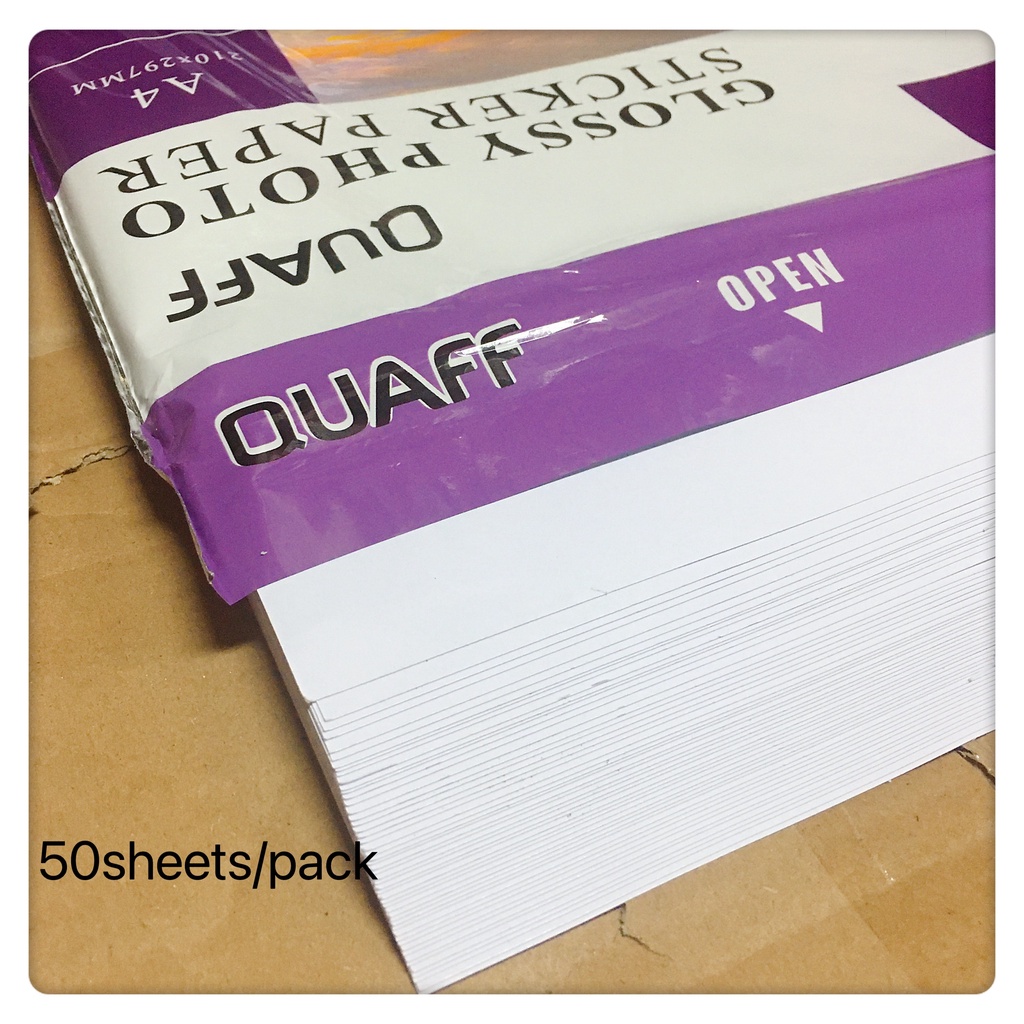 A4
210x297MM
GLOSSY PHOTO
STICKER PAPER
QUAFF
QUAFF
OPEN
50sheets/pack